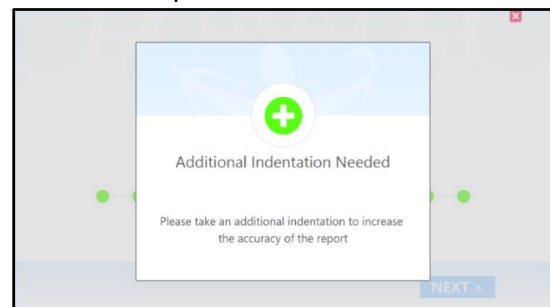 Additional Indentation Needed
Please take an additional indentation to increase
the accuracy of the report
NEXT >